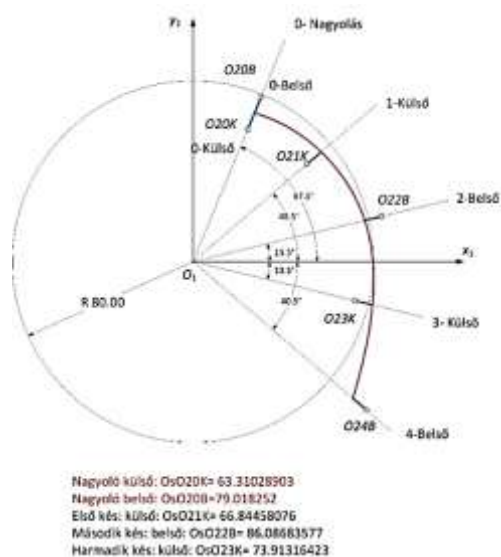 y₁
0- Nagyolás
O20B
0-Belső
O20K
0-Külső
1-Külső
O21K
67.5°
O22B
2-Belső
40.5°
13.5°
x₁
O₁
13.5°
R 80.00
40.5°
O23K
3- Külső
O24B
4-Belső
Nagyoló külső: OsO20K= 63.31028903
Nagyoló belső: OsO20B=79.018252
Első kés: külső: OsO21K= 66.84458076
Második kés: belső: OsO22B= 86.08683577
Harmadik kés: külső: OsO23K= 73.91316423